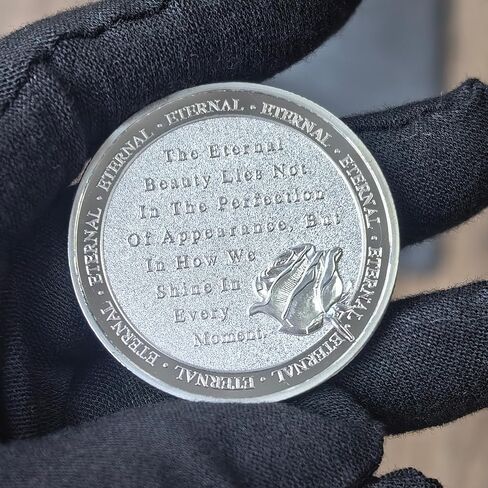 The Eternal
Beauty Lies Not
In The Perfection
Of Appearance, But
In How We
Shine In
Every
Moment.
ETERNAL • ETERNAL • ETERNAL • ETERNAL • ETERNAL • ETERNAL • ETERNAL • ETERNAL • ETERNAL •